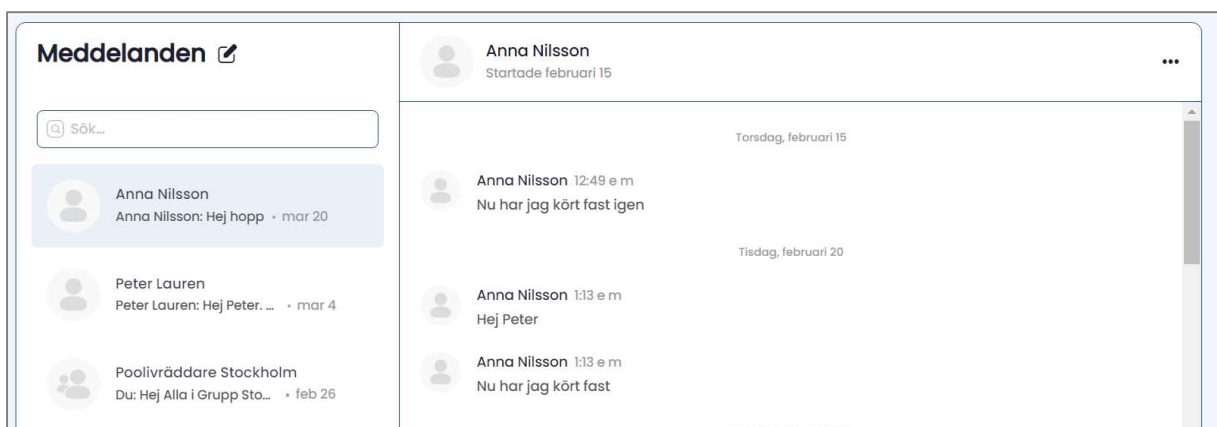 Meddelanden
Sök...
Anna Nilsson
Anna Nilsson: Hej hopp • mar 20
Peter Lauren
Peter Lauren: Hej Peter. ... • mar 4
Poolivräddare Stockholm
Du: Hej Alla i Grupp Sto... • feb 26
Anna Nilsson
Startade februari 15
Torsdag, februari 15
Anna Nilsson 12:49 e m
Nu har jag kört fast igen
Tisdag, februari 20
Anna Nilsson 1:13 e m
Hej Peter
Anna Nilsson 1:13 e m
Nu har jag kört fast